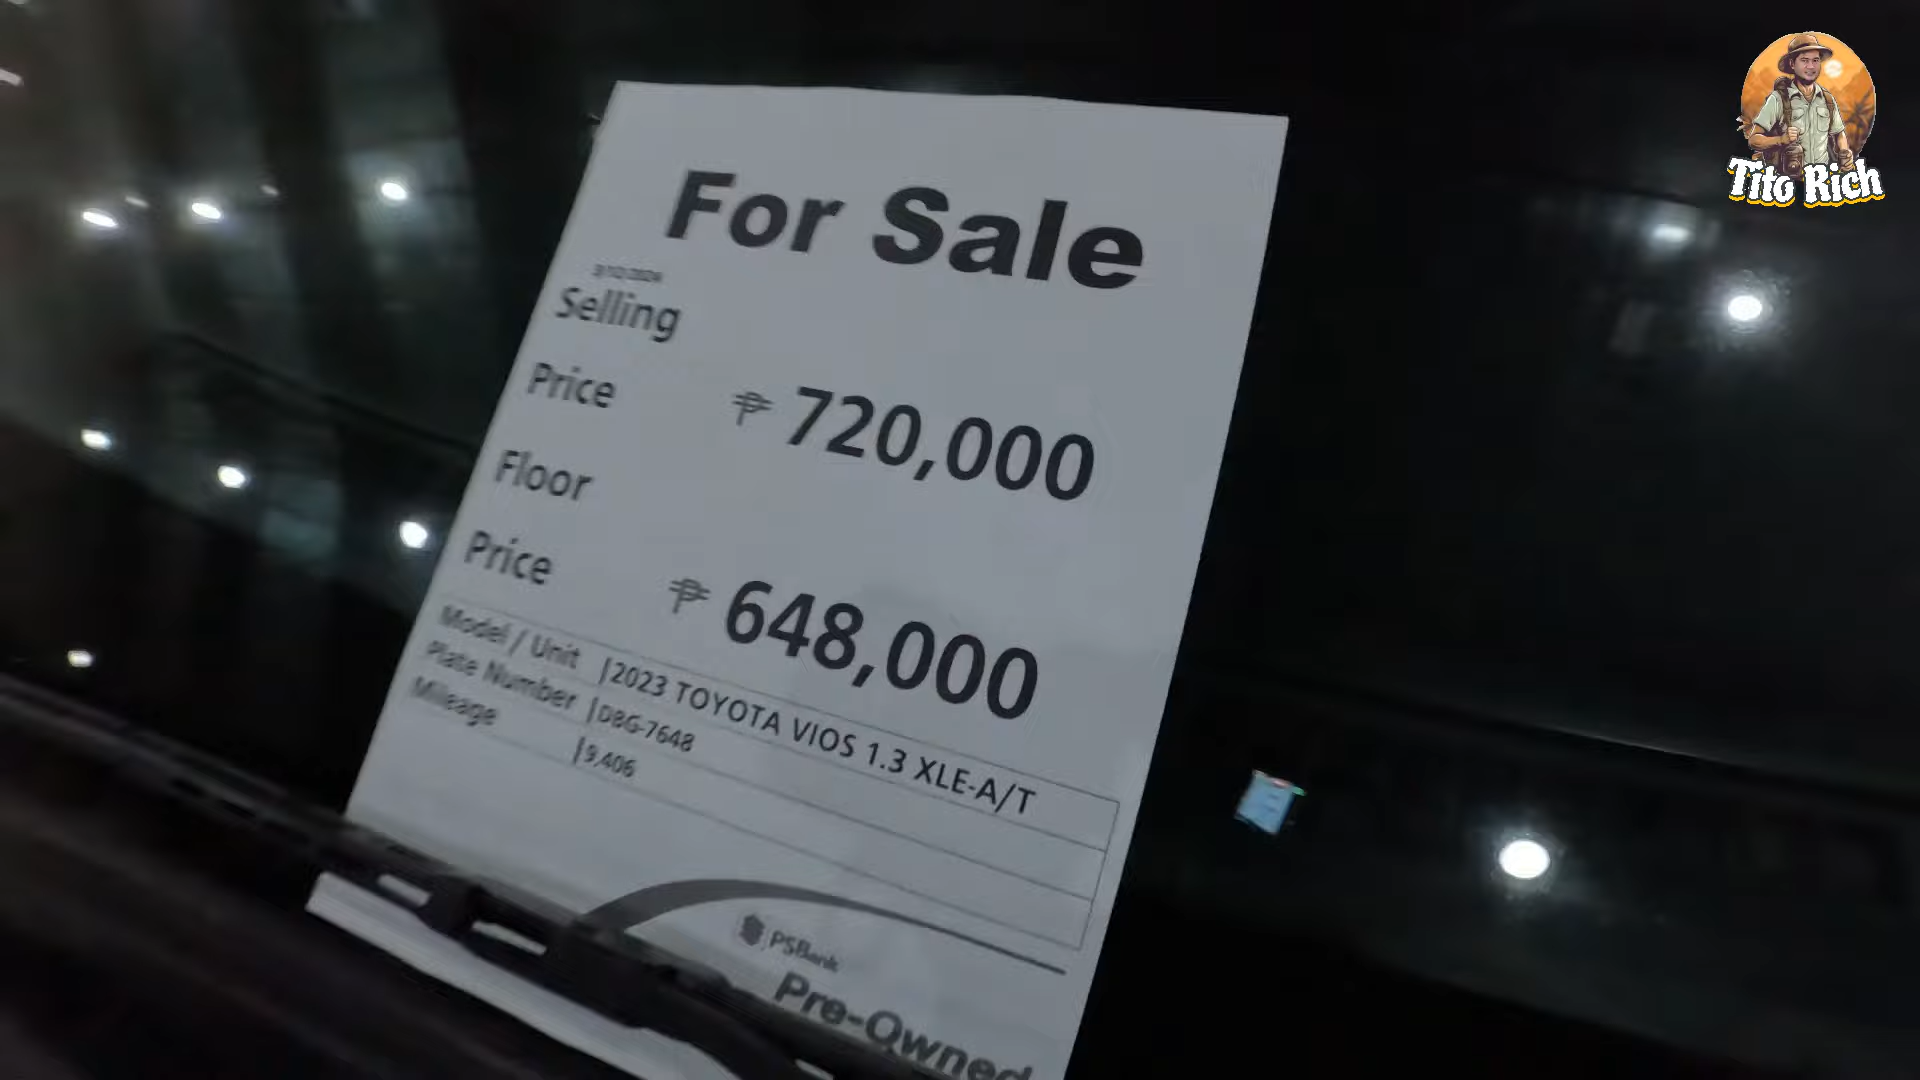 Tito Rich
For Sale
Selling
Price ₱ 720,000
Floor
Price ₱ 648,000
Model / Unit |2023 TOYOTA VIOS 1.3 XLE-A/T
Plate Number |DBG-7648
Mileage |9,406
PSBank
Pre-Owned